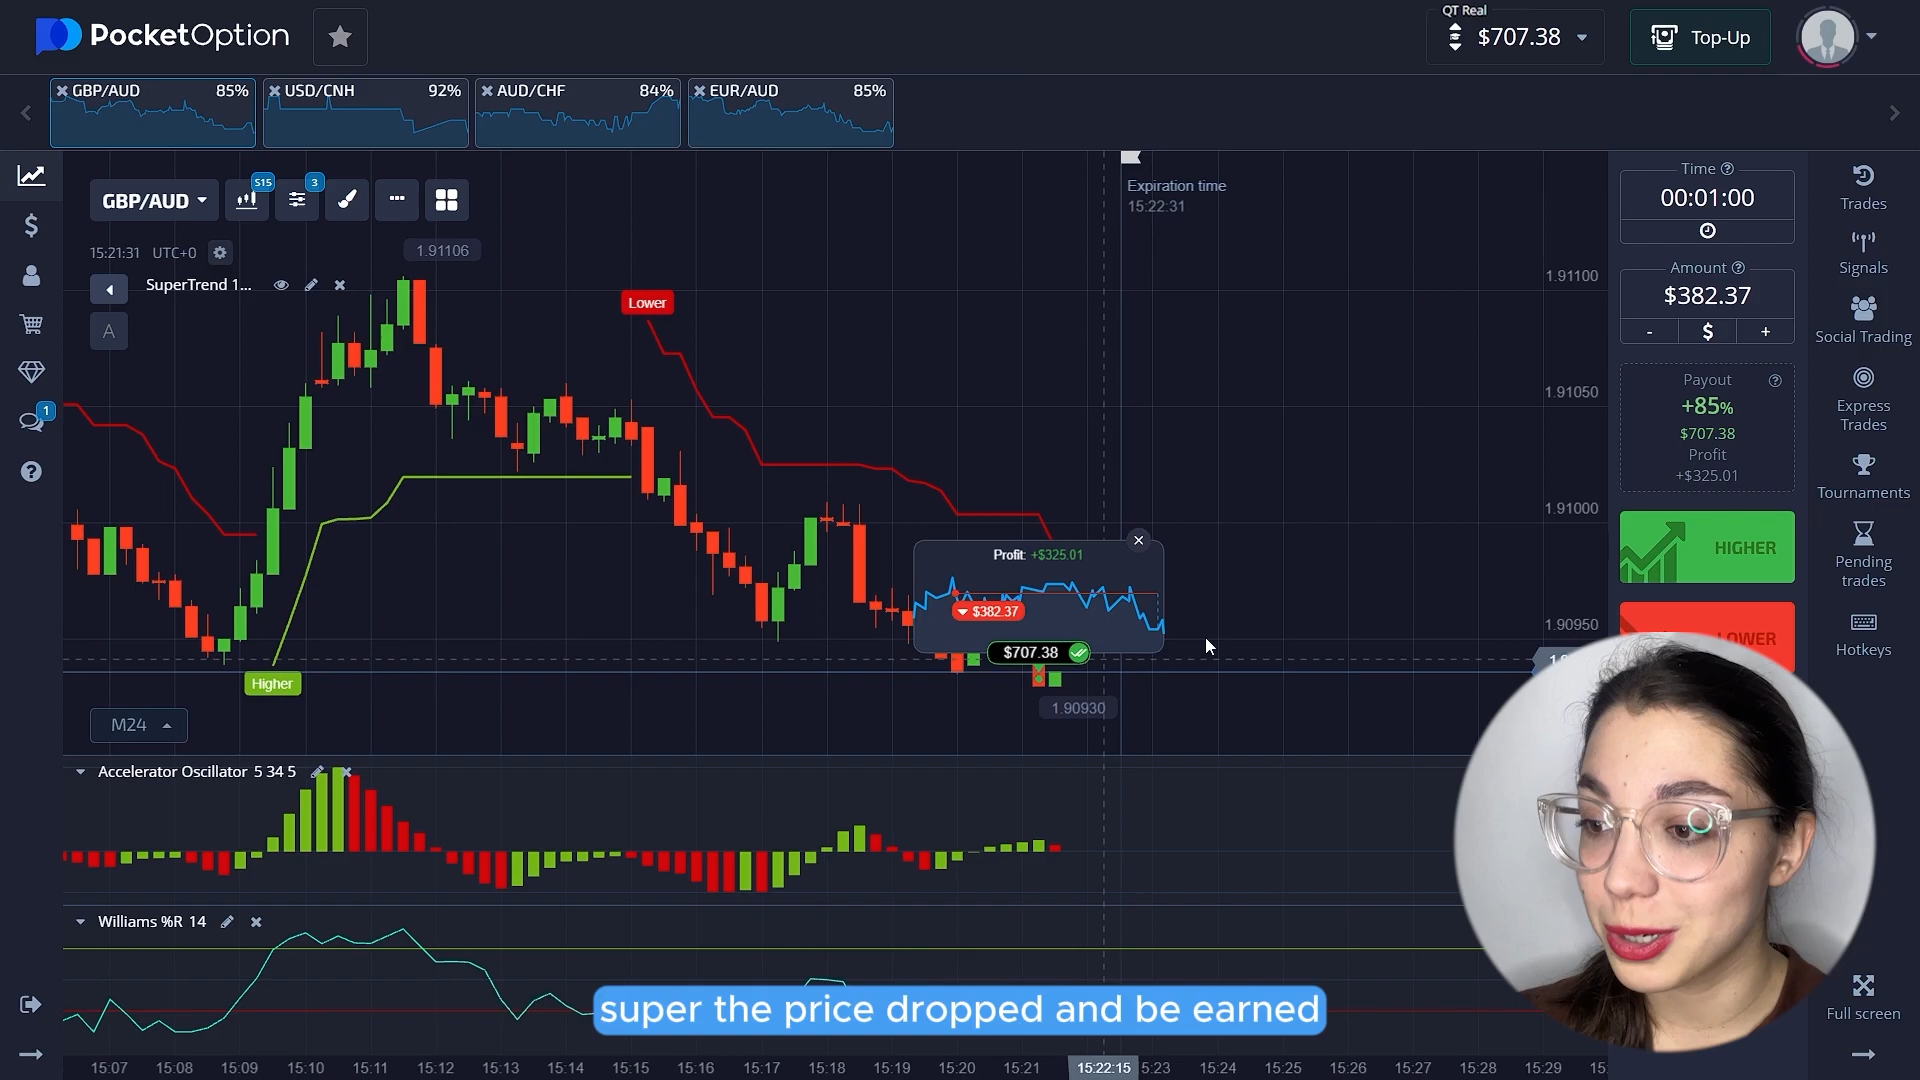 PocketOption
QT Real
$707.38
Top-Up
GBP/AUD 85%
USD/CNH 92%
AUD/CHF 84%
EUR/AUD 85%
GBP/AUD
S15
3
Expiration time
15:22:31
15:21:31 UTC+0
1.91106
SuperTrend 1...
A
Lower
Higher
1.91100
1.91050
1.91000
1.90950
Profit: +$325.01
$382.37
$707.38
1.90930
M24
Time
00:01:00
Amount
$382.37
- $ +
Payout
+85%
$707.38
Profit
+$325.01
HIGHER
LOWER
Trades
Signals
Social Trading
Express
Trades
Tournaments
Pending
trades
Hotkeys
Full screen
1
Accelerator Oscillator 5 34 5
Williams %R 14
super the price dropped and be earned
15:07 15:08 15:09 15:10 15:11 15:12 15:13 15:14 15:15 15:16 15:17 15:18 15:19 15:20 15:21 15:22:15 5:23 15:24 15:25 15:26 15:27 15:28 15:29